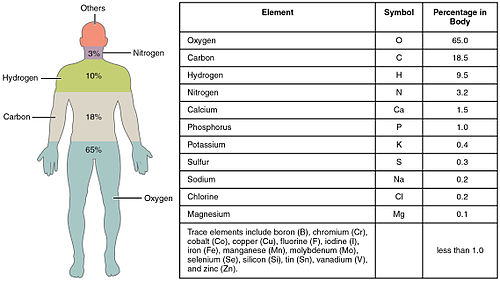 Others
3%
Nitrogen
Hydrogen
10%
Carbon
18%
65%
Oxygen
Element Symbol Percentage in
Body
Oxygen O 65.0
Carbon C 18.5
Hydrogen H 9.5
Nitrogen N 3.2
Calcium Ca 1.5
Phosphorus P 1.0
Potassium K 0.4
Sulfur S 0.3
Sodium Na 0.2
Chlorine Cl 0.2
Magnesium Mg 0.1
Trace elements include boron (B), chromium (Cr),
cobalt (Co), copper (Cu), fluorine (F), iodine (I),
iron (Fe), manganese (Mn), molybdenum (Mo),
selenium (Se), silicon (Si), tin (Sn), vanadium (V),
and zinc (Zn).
less than 1.0